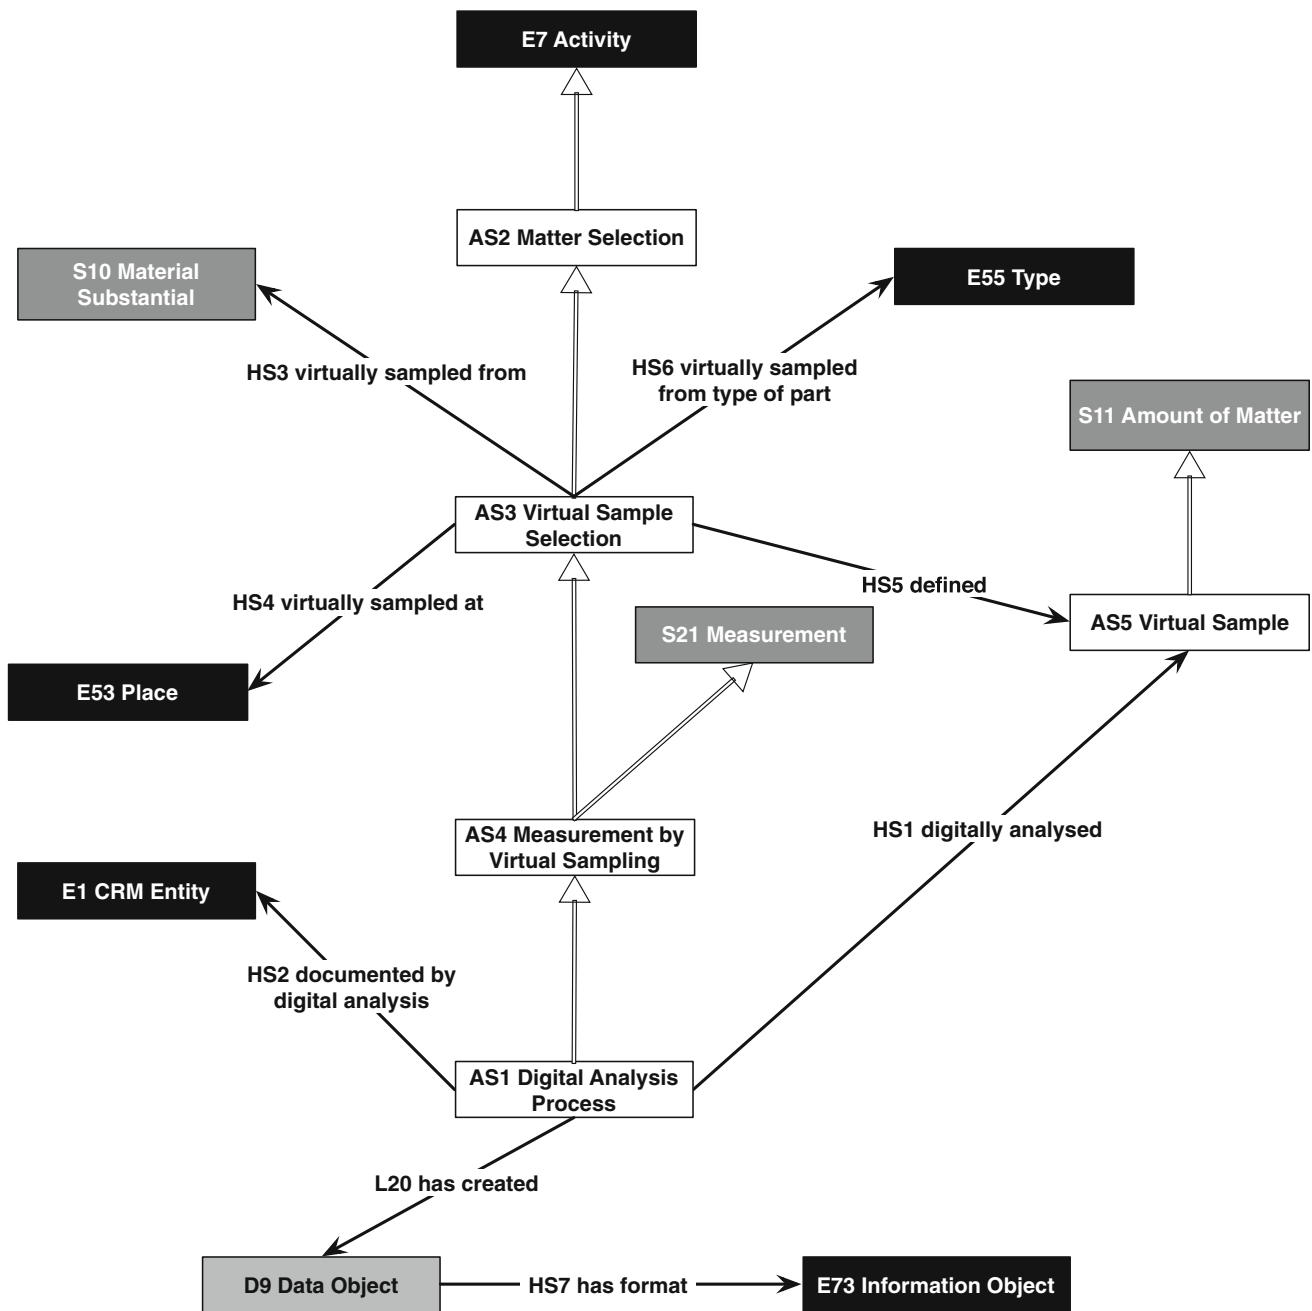 E7 Activity
AS2 Matter Selection
S10 Material
Substantial
E55 Type
HS3 virtually sampled from
HS6 virtually sampled
from type of part
S11 Amount of Matter
AS3 Virtual Sample
Selection
HS5 defined
HS4 virtually sampled at
S21 Measurement
AS5 Virtual Sample
E53 Place
AS4 Measurement by
Virtual Sampling
HS1 digitally analysed
E1 CRM Entity
HS2 documented by
digital analysis
AS1 Digital Analysis
Process
L20 has created
D9 Data Object
HS7 has format
E73 Information Object